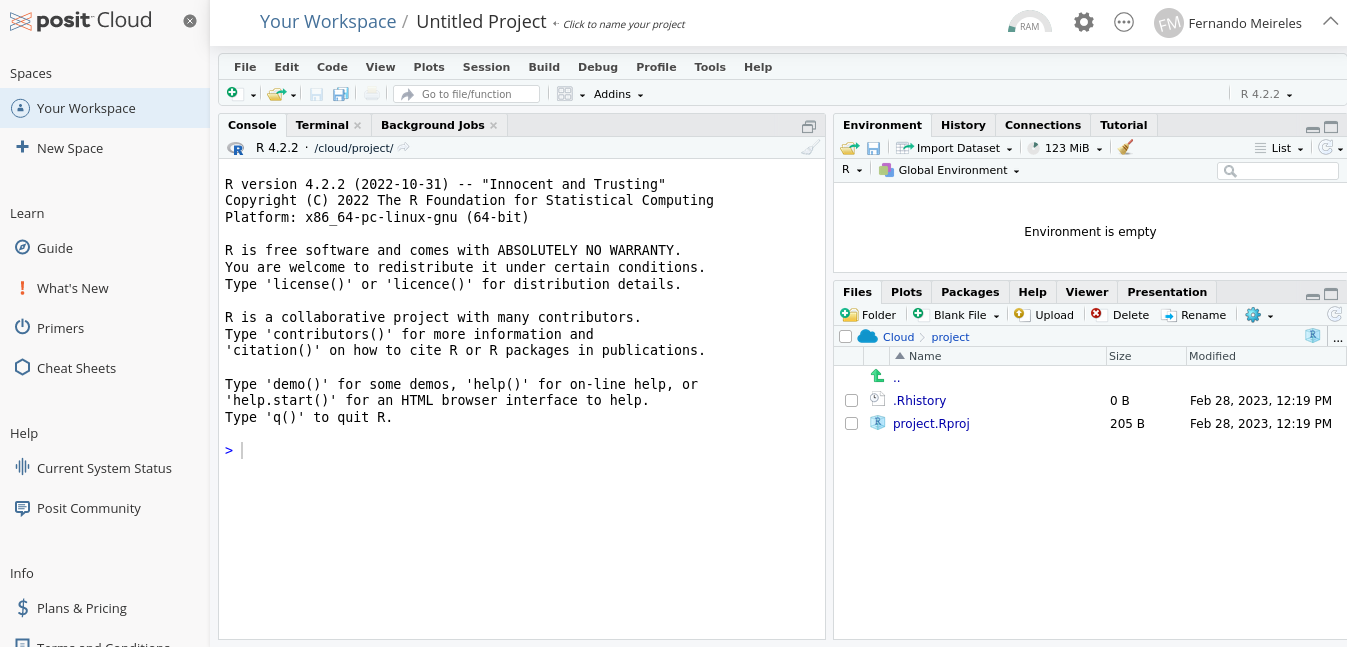 posit Cloud
Your Workspace / Untitled Project Click to name your project
RAM
FM Fernando Meireles
Spaces
Your Workspace
New Space
Learn
Guide
What's New
Primers
Cheat Sheets
Help
Current System Status
Posit Community
Info
Plans & Pricing
Terms and Conditions
File Edit Code View Plots Session Build Debug Profile Tools Help
Go to file/function Addins R 4.2.2
Console Terminal Background Jobs
R 4.2.2 · /cloud/project/
R version 4.2.2 (2022-10-31) -- "Innocent and Trusting"
Copyright (C) 2022 The R Foundation for Statistical Computing
Platform: x86_64-pc-linux-gnu (64-bit)
R is free software and comes with ABSOLUTELY NO WARRANTY.
You are welcome to redistribute it under certain conditions.
Type 'license()' or 'licence()' for distribution details.
R is a collaborative project with many contributors.
Type 'contributors()' for more information and
'citation()' on how to cite R or R packages in publications.
Type 'demo()' for some demos, 'help()' for on-line help, or
'help.start()' for an HTML browser interface to help.
Type 'q()' to quit R.
>
Environment History Connections Tutorial
Import Dataset 123 MiB List
R Global Environment
Environment is empty
Files Plots Packages Help Viewer Presentation
Folder Blank File Upload Delete Rename
Cloud project ...
Name Size Modified
..
.Rhistory 0 B Feb 28, 2023, 12:19 PM
project.Rproj 205 B Feb 28, 2023, 12:19 PM